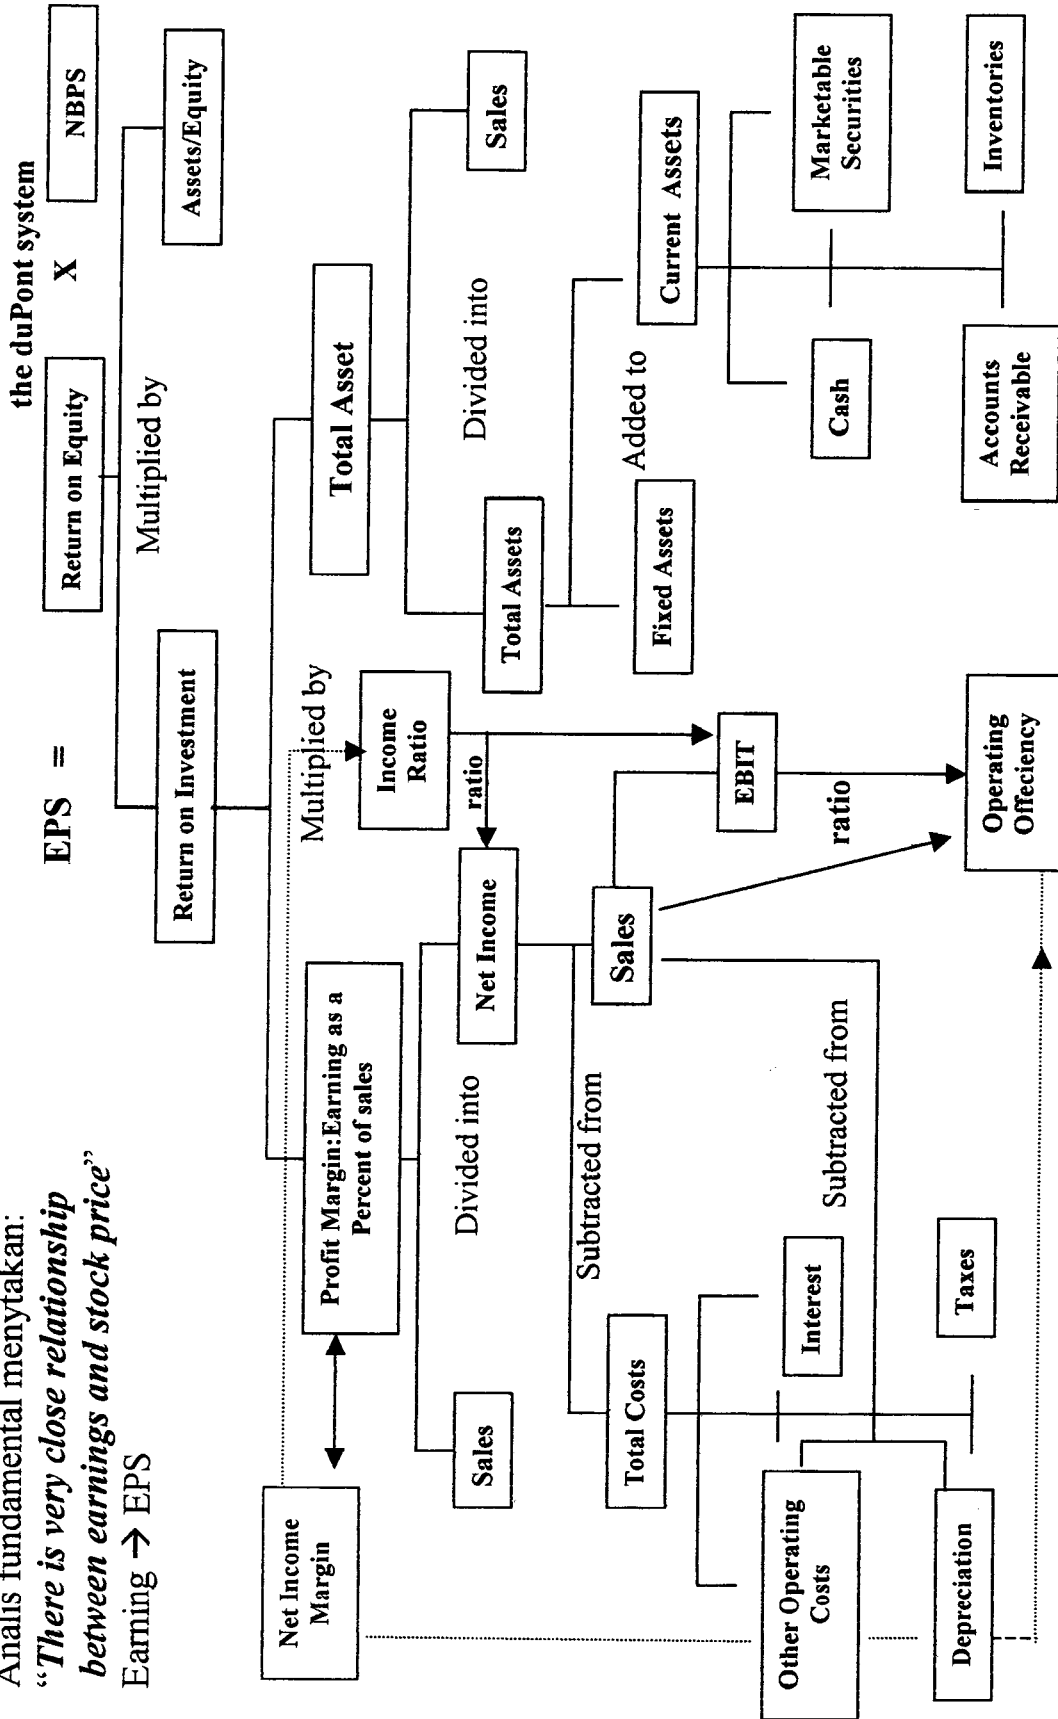 Analis fundamental menytakan:
“There is very close relationship
between earnings and stock price”
Earning → EPS
the duPont system
EPS =
Return on Equity
X
NBPS
Multiplied by
Return on Investment
Assets/Equity
Net Income
Margin
Profit Margin:Earning as a
Percent of sales
Multiplied by
Total Asset
Income
Ratio
Sales
Divided into
Net Income
ratio
Total Assets
Divided into
Sales
Total Costs
Subtracted from
Sales
Fixed Assets
Added to
Current Assets
EBIT
Other Operating
Costs
Interest
Subtracted from
ratio
Cash
Marketable
Securities
Depreciation
Taxes
Operating
Offeciency
Accounts
Receivable
Inventories